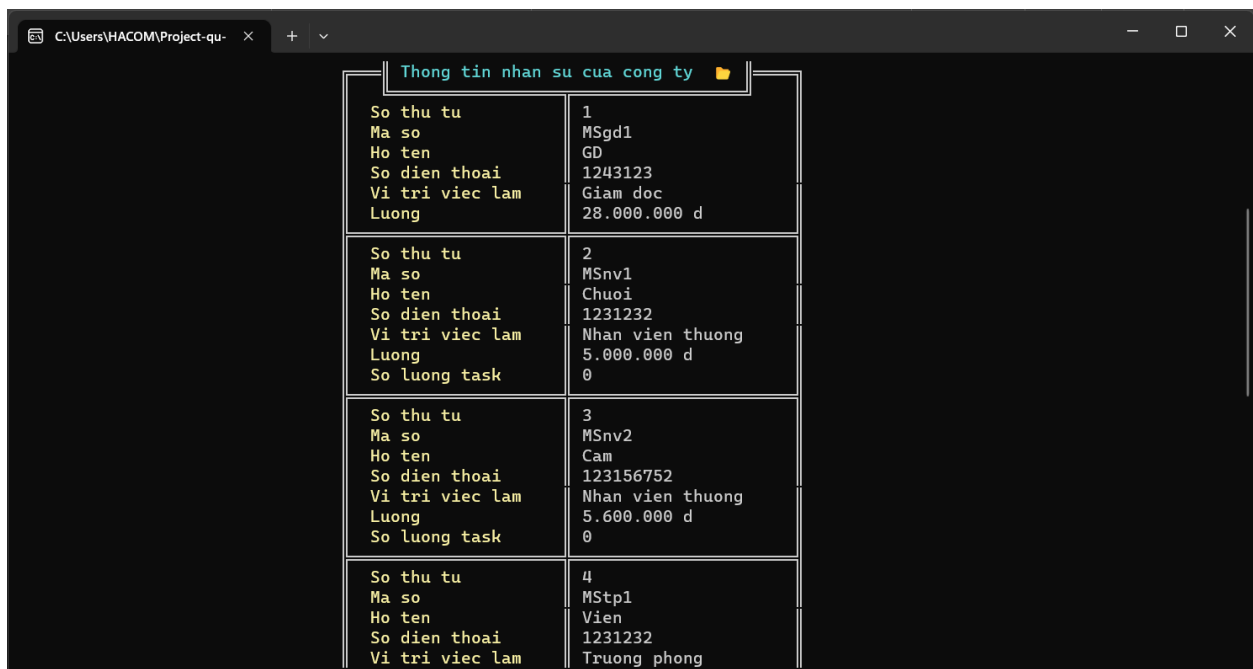 C:\Users\HACOM\Project-qu-
Thong tin nhan su cua cong ty
So thu tu 1
Ma so MSgd1
Ho ten GD
So dien thoai 1243123
Vi tri viec lam Giam doc
Luong 28.000.000 d
So thu tu 2
Ma so MSnv1
Ho ten Chuoi
So dien thoai 1231232
Vi tri viec lam Nhan vien thuong
Luong 5.000.000 d
So luong task 0
So thu tu 3
Ma so MSnv2
Ho ten Cam
So dien thoai 123156752
Vi tri viec lam Nhan vien thuong
Luong 5.600.000 d
So luong task 0
So thu tu 4
Ma so MStp1
Ho ten Vien
So dien thoai 1231232
Vi tri viec lam Truong phong